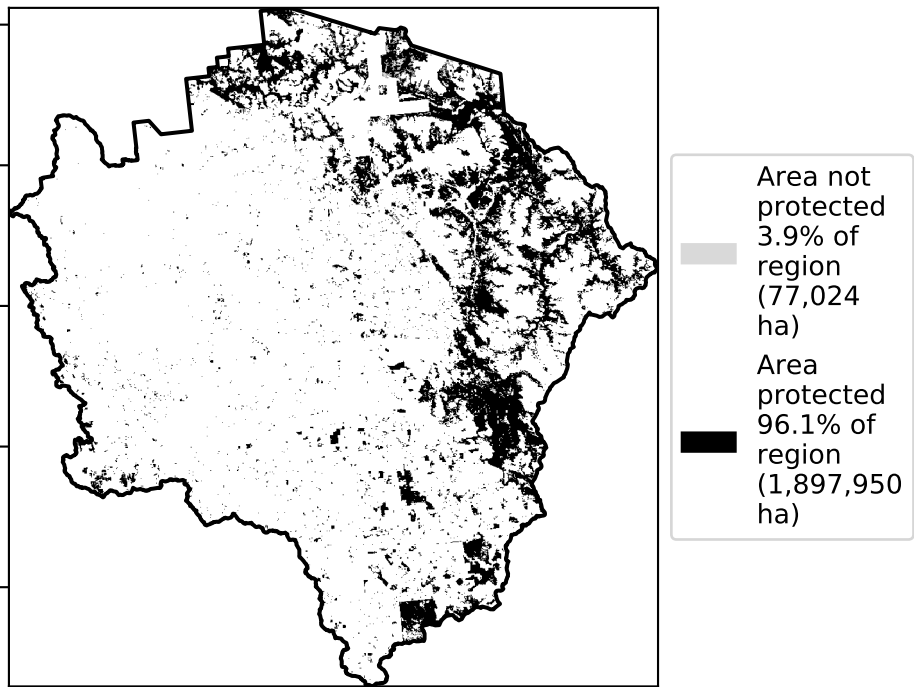 Area not
protected
3.9% of
region
(77,024
ha)
Area
protected
96.1% of
region
(1,897,950
ha)